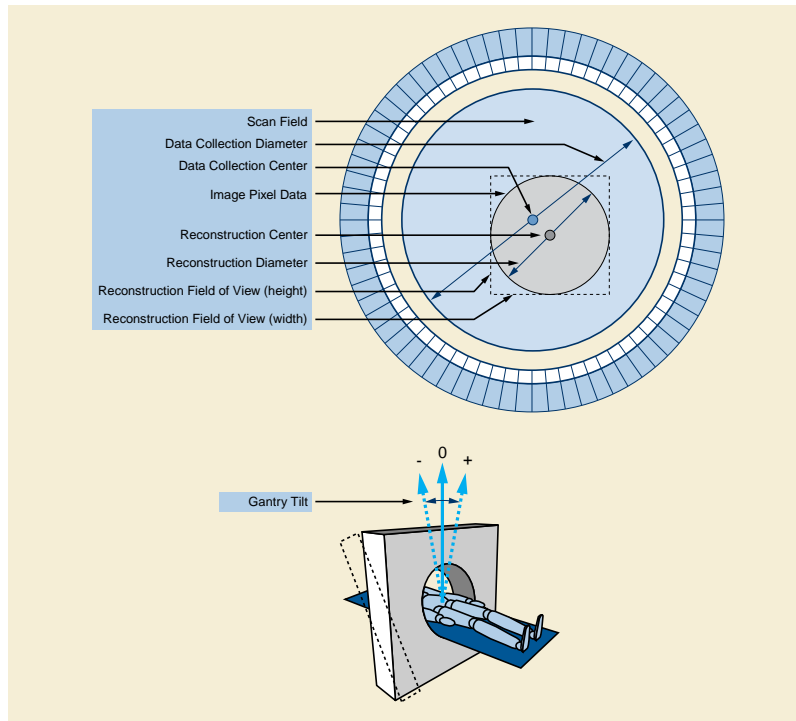 Scan Field
Data Collection Diameter
Data Collection Center
Image Pixel Data
Reconstruction Center
Reconstruction Diameter
Reconstruction Field of View (height)
Reconstruction Field of View (width)
- 0 +
Gantry Tilt